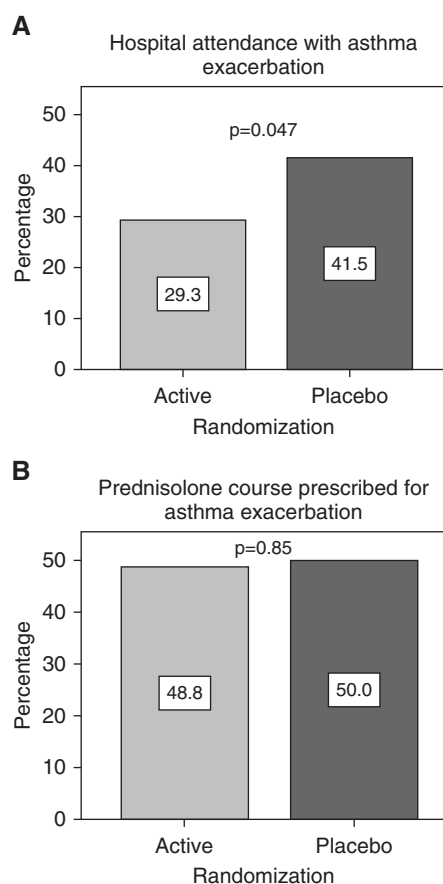 A
Hospital attendance with asthma
exacerbation
50
40
30
20
10
0
Percentage
p=0.047
29.3
41.5
Active
Placebo
Randomization
B
Prednisolone course prescribed for
asthma exacerbation
50
40
30
20
10
0
Percentage
p=0.85
48.8
50.0
Active
Placebo
Randomization